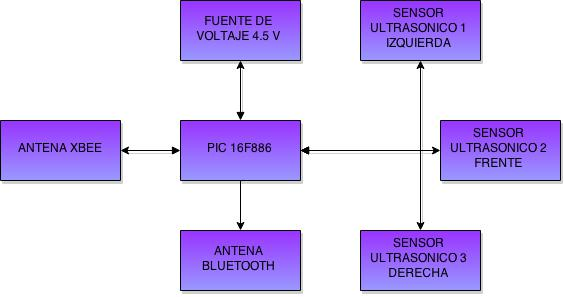 FUENTE DE
VOLTAJE 4.5 V
SENSOR
ULTRASONICO 1
IZQUIERDA
ANTENA XBEE
PIC 16F886
SENSOR
ULTRASONICO 2
FRENTE
ANTENA
BLUETOOTH
SENSOR
ULTRASONICO 3
DERECHA